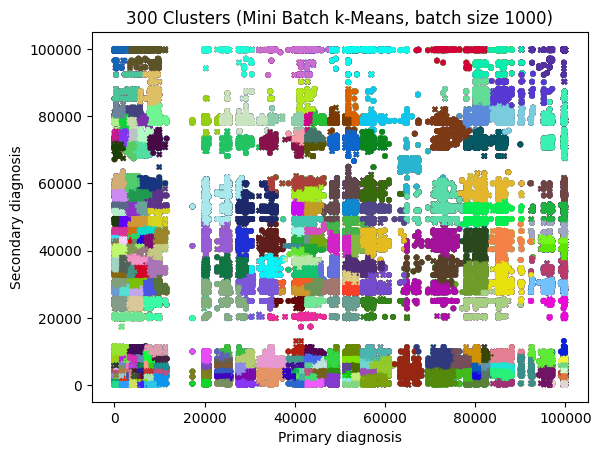 300 Clusters (Mini Batch k-Means, batch size 1000)
100000
80000
60000
40000
20000
0
Secondary diagnosis
0 20000 40000 60000 80000 100000
Primary diagnosis